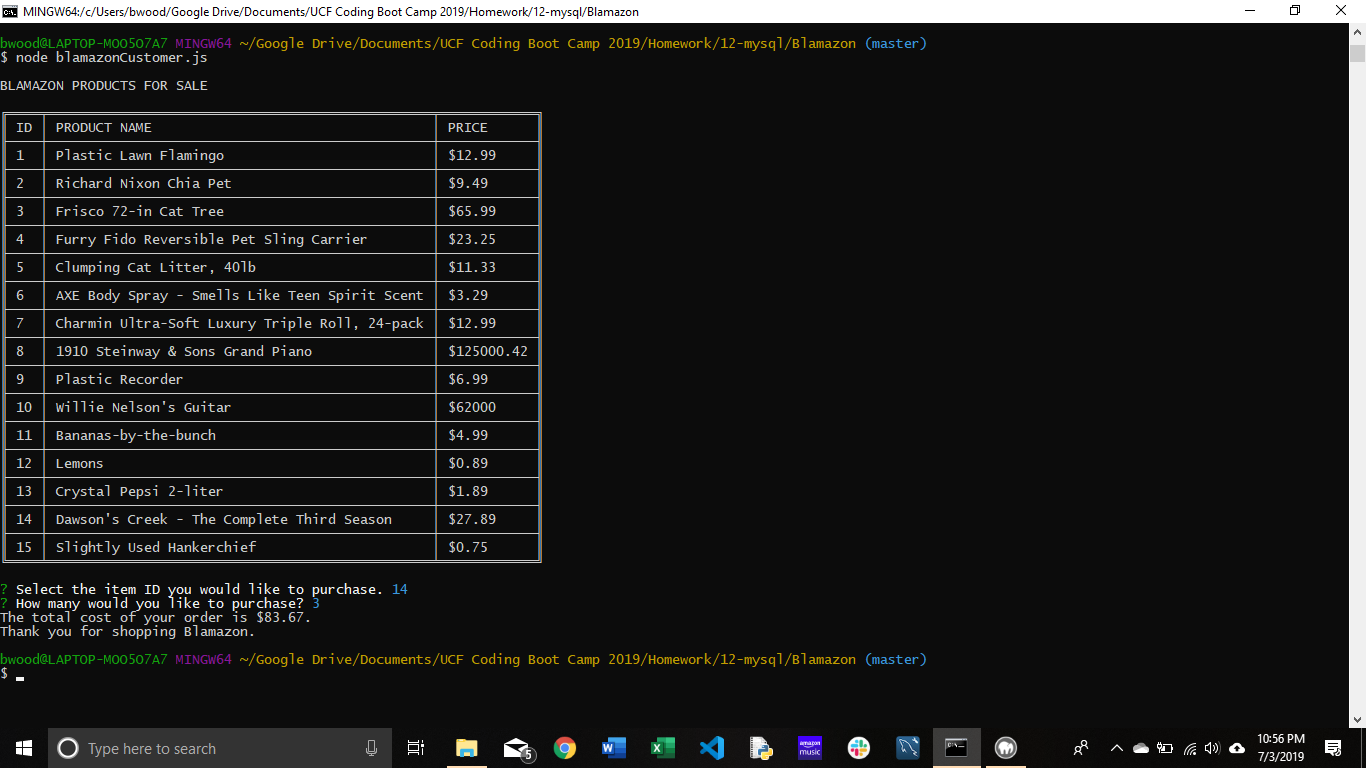 MINGW64:/c/Users/bwood/Google Drive/Documents/UCF Coding Boot Camp 2019/Homework/12-mysql/Blamazon
bwood@LAPTOP-MOO5O7A7 MINGW64 ~/Google Drive/Documents/UCF Coding Boot Camp 2019/Homework/12-mysql/Blamazon (master)
$ node blamazonCustomer.js
BLAMAZON PRODUCTS FOR SALE
ID PRODUCT NAME PRICE
1 Plastic Lawn Flamingo $12.99
2 Richard Nixon Chia Pet $9.49
3 Frisco 72-in Cat Tree $65.99
4 Furry Fido Reversible Pet Sling Carrier $23.25
5 Clumping Cat Litter, 40lb $11.33
6 AXE Body Spray - Smells Like Teen Spirit Scent $3.29
7 Charmin Ultra-Soft Luxury Triple Roll, 24-pack $12.99
8 1910 Steinway & Sons Grand Piano $125000.42
9 Plastic Recorder $6.99
10 Willie Nelson's Guitar $62000
11 Bananas-by-the-bunch $4.99
12 Lemons $0.89
13 Crystal Pepsi 2-liter $1.89
14 Dawson's Creek - The Complete Third Season $27.89
15 Slightly Used Hankerchief $0.75
? Select the item ID you would like to purchase. 14
? How many would you like to purchase? 3
The total cost of your order is $83.67.
Thank you for shopping Blamazon.
bwood@LAPTOP-MOO5O7A7 MINGW64 ~/Google Drive/Documents/UCF Coding Boot Camp 2019/Homework/12-mysql/Blamazon (master)
$
Type here to search
5
amazon music
10:56 PM
7/3/2019